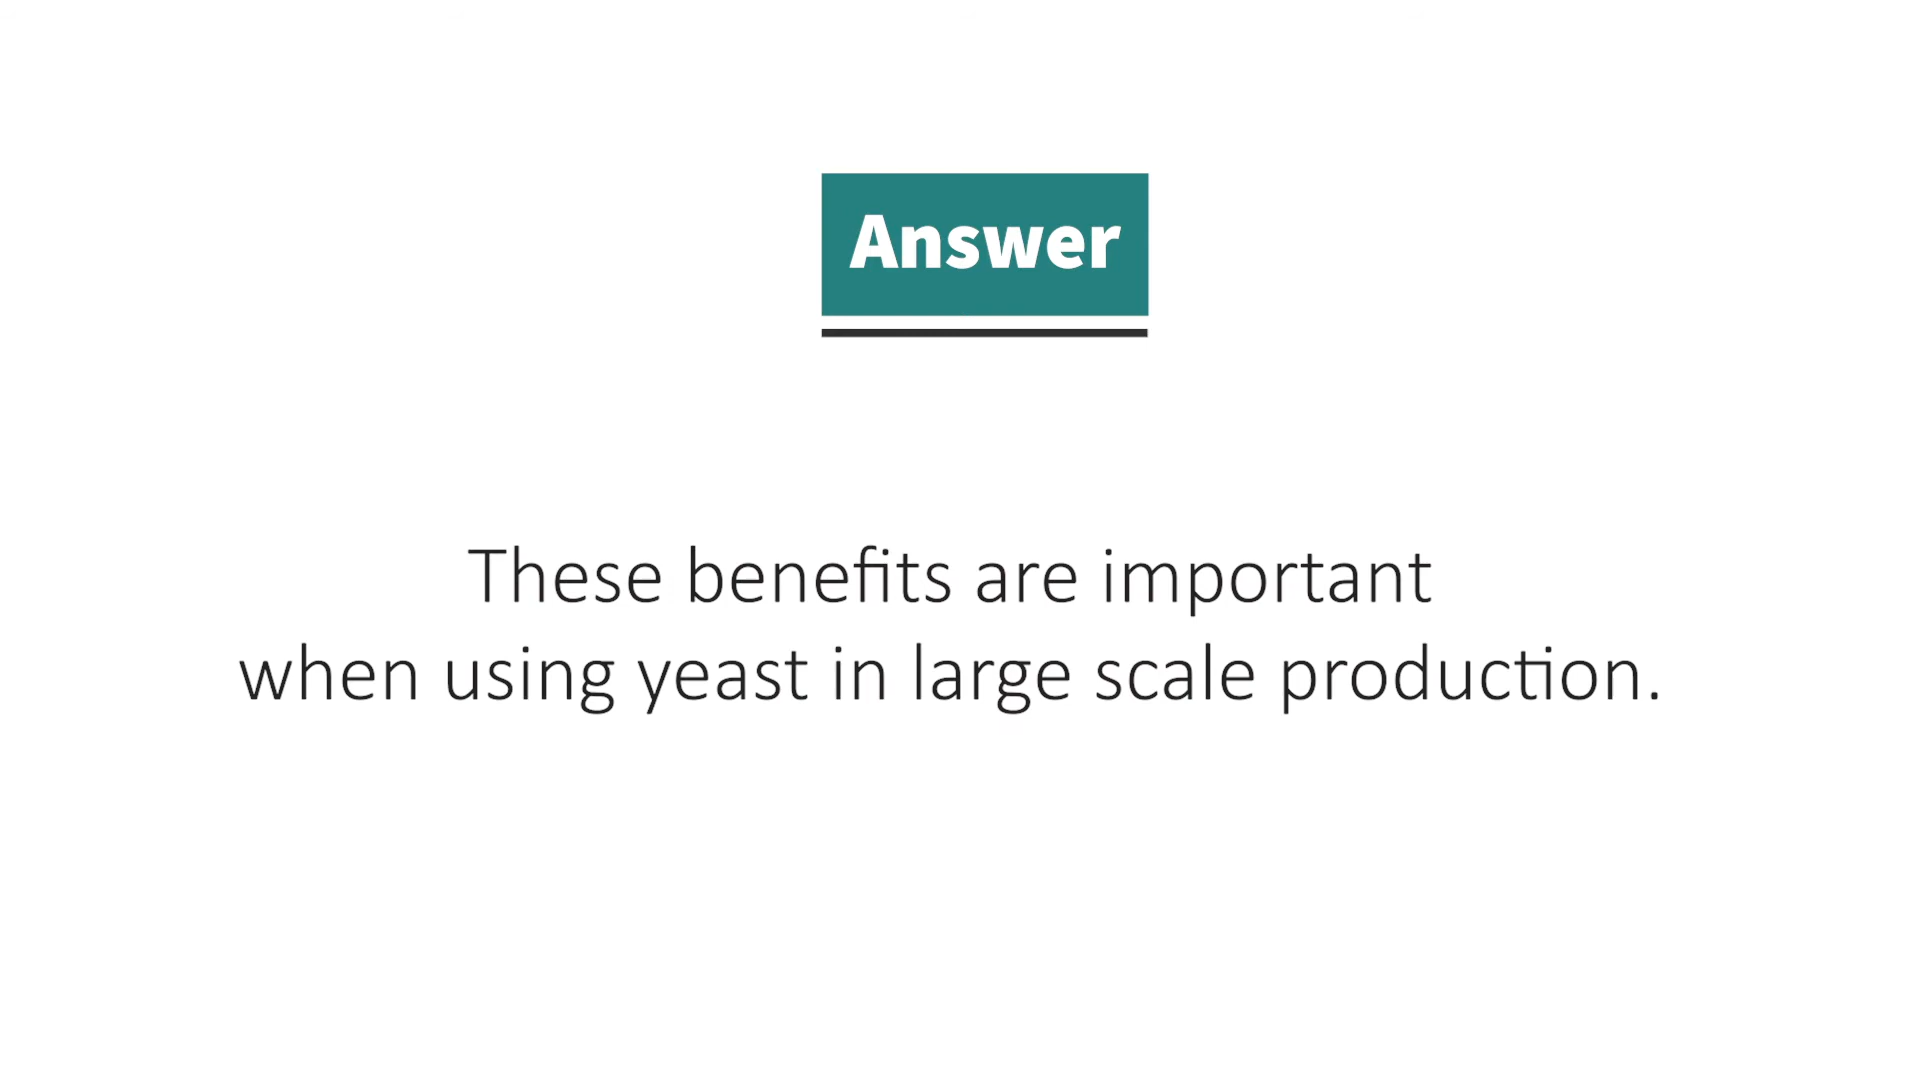 Answer
These benefits are important
when using yeast in large scale production.